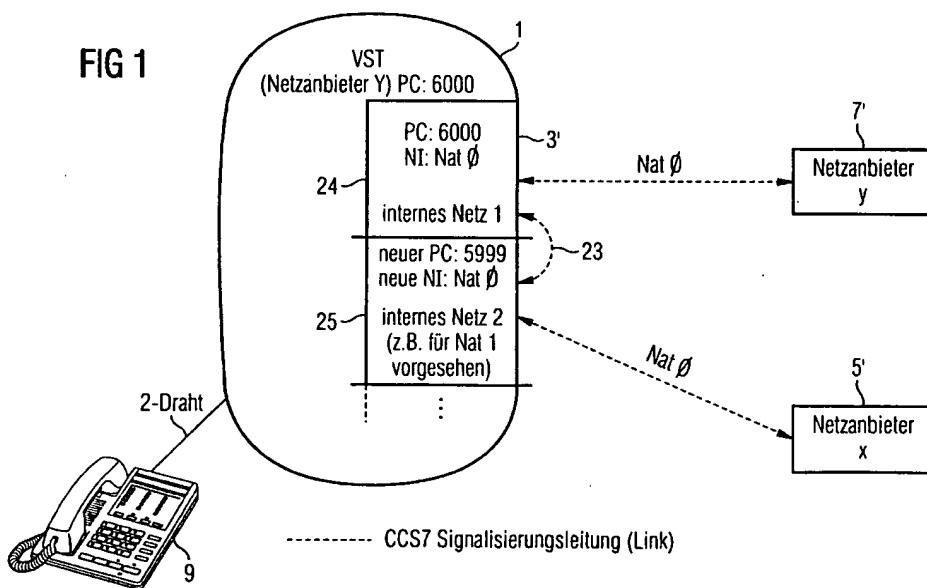 FIG 1
1
VST
(Netzanbieter Y) PC: 6000
PC: 6000
NI: Nat Ø
3'
24
internes Netz 1
neuer PC: 5999
neue NI: Nat Ø
23
25
internes Netz 2
(z.B. für Nat 1
vorgesehen)
Nat Ø
7'
Netzanbieter
y
Nat Ø
5'
Netzanbieter
x
2-Draht
9
CCS7 Signalisierungsleitung (Link)